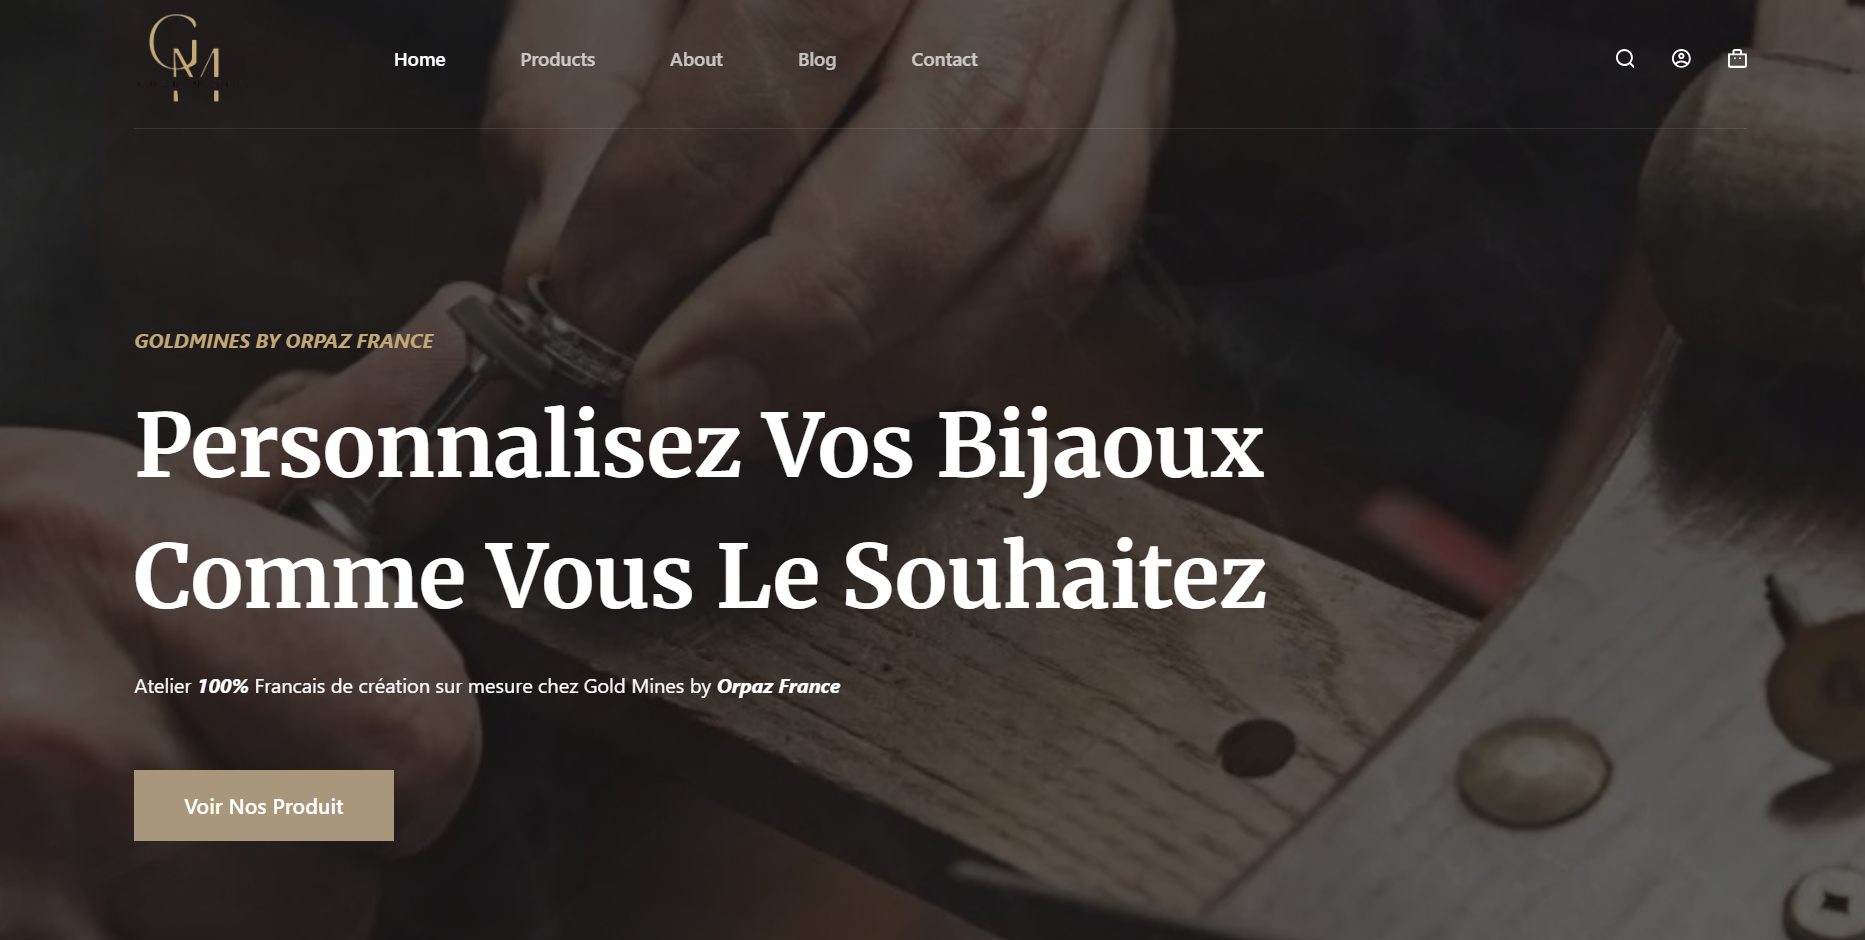 GM
Home Products About Blog Contact
GOLDMINES BY ORPAZ FRANCE
Personnalisez Vos Bijaoux
Comme Vous Le Souhaitez
Atelier 100% Francais de création sur mesure chez Gold Mines by Orpaz France
Voir Nos Produit